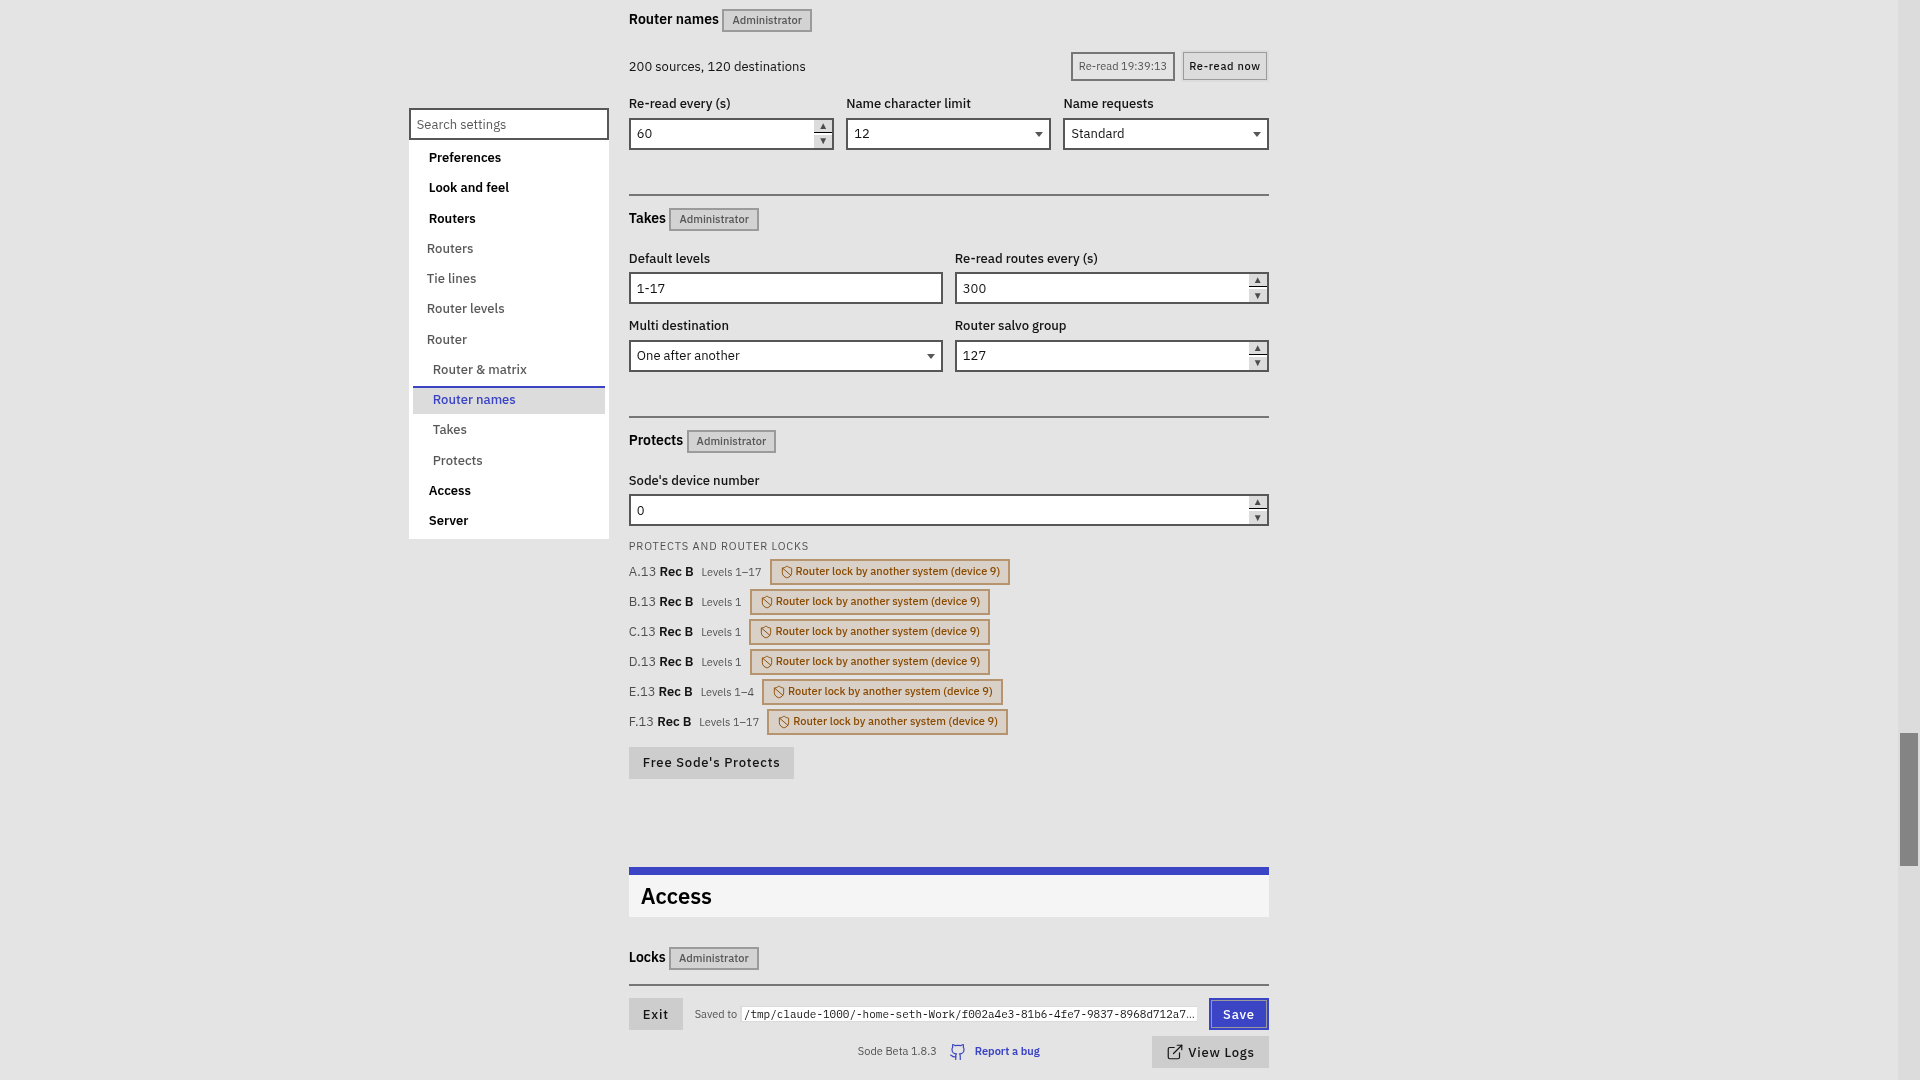 Router names Administrator
200 sources, 120 destinations
Re-read 19:39:13
Re-read now
Re-read every (s)
Name character limit
Name requests
60
12
Standard
Search settings
Preferences
Look and feel
Routers
Routers
Tie lines
Router levels
Router
Router & matrix
Router names
Takes
Protects
Access
Server
Takes Administrator
Default levels
Re-read routes every (s)
1-17
300
Multi destination
Router salvo group
One after another
127
Protects Administrator
Sode's device number
0
PROTECTS AND ROUTER LOCKS
A.13 Rec B Levels 1–17 Router lock by another system (device 9)
B.13 Rec B Levels 1 Router lock by another system (device 9)
C.13 Rec B Levels 1 Router lock by another system (device 9)
D.13 Rec B Levels 1 Router lock by another system (device 9)
E.13 Rec B Levels 1–4 Router lock by another system (device 9)
F.13 Rec B Levels 1–17 Router lock by another system (device 9)
Free Sode's Protects
Access
Locks Administrator
Exit
Saved to /tmp/claude-1000/-home-seth-Work/f002a4e3-81b6-4fe7-9837-8968d712a7…
Save
Sode Beta 1.8.3
Report a bug
View Logs